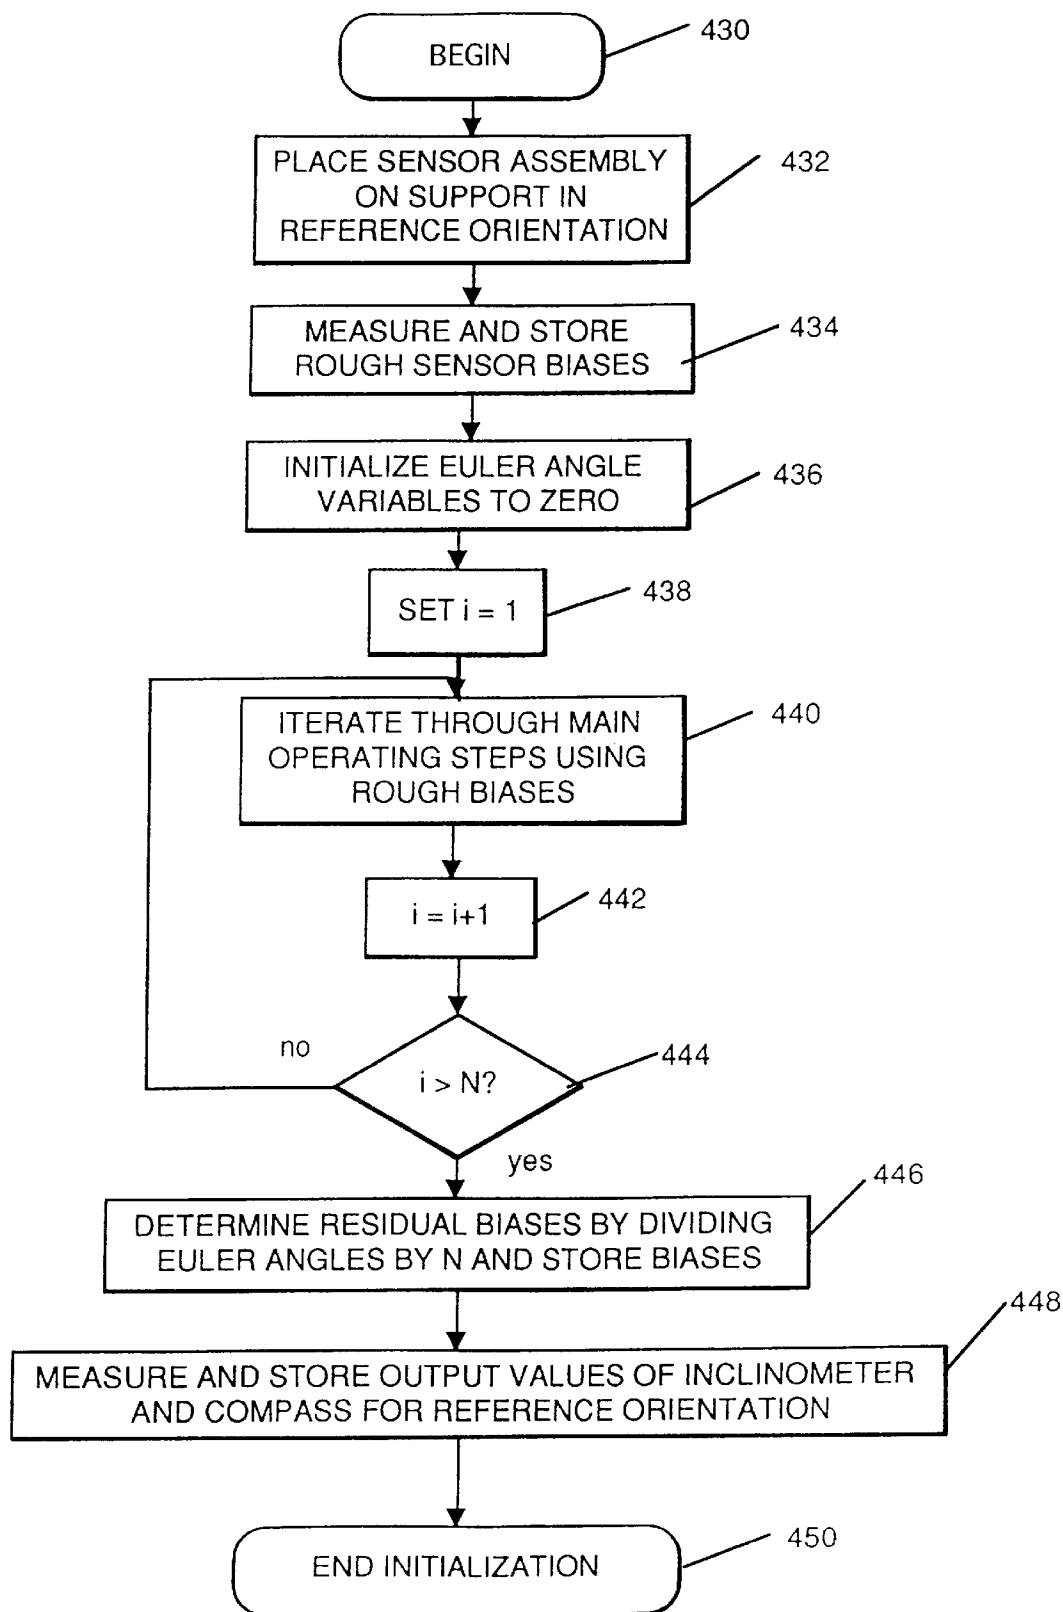 BEGIN
430
PLACE SENSOR ASSEMBLY
ON SUPPORT IN
REFERENCE ORIENTATION
432
MEASURE AND STORE
ROUGH SENSOR BIASES
434
INITIALIZE EULER ANGLE
VARIABLES TO ZERO
436
SET i = 1
438
ITERATE THROUGH MAIN
OPERATING STEPS USING
ROUGH BIASES
440
i = i+1
442
no
i > N?
444
yes
DETERMINE RESIDUAL BIASES BY DIVIDING
EULER ANGLES BY N AND STORE BIASES
446
MEASURE AND STORE OUTPUT VALUES OF INCLINOMETER
AND COMPASS FOR REFERENCE ORIENTATION
448
END INITIALIZATION
450